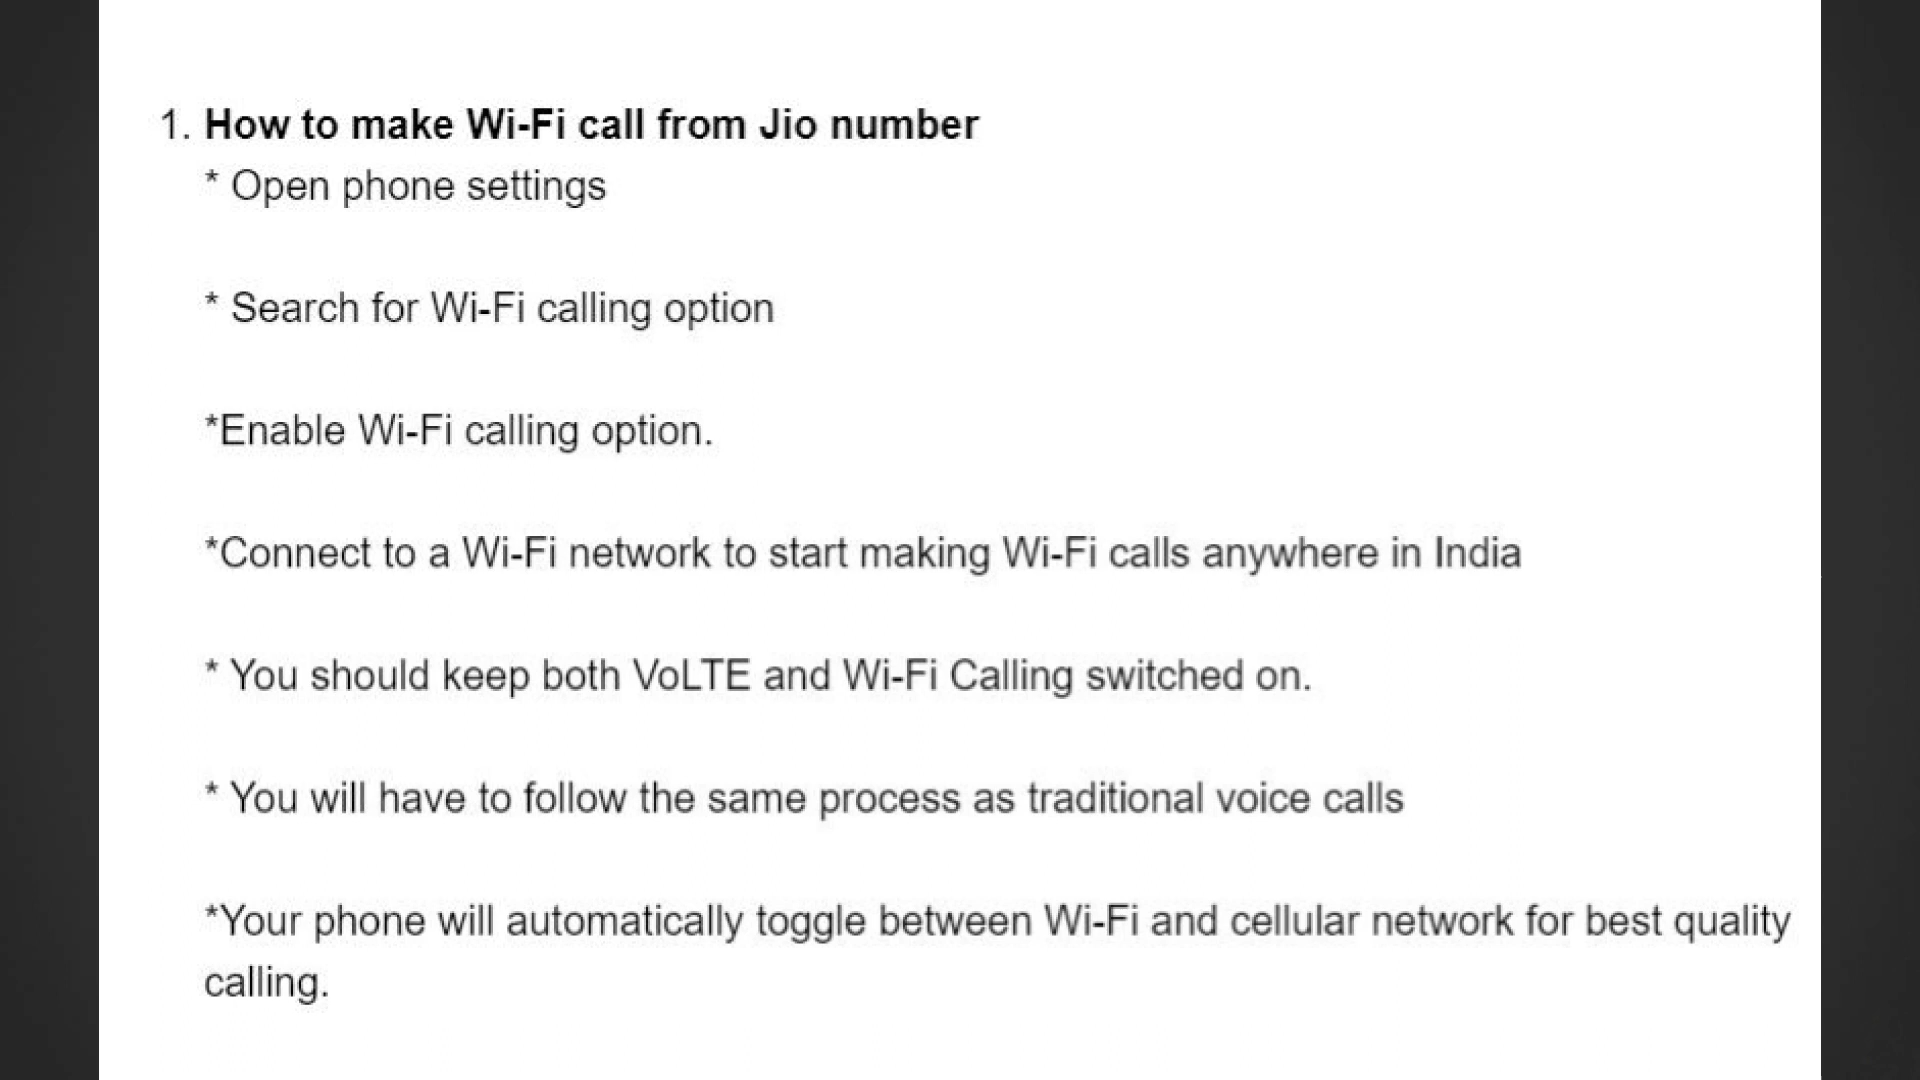 1. How to make Wi-Fi call from Jio number
* Open phone settings
* Search for Wi-Fi calling option
*Enable Wi-Fi calling option.
*Connect to a Wi-Fi network to start making Wi-Fi calls anywhere in India
* You should keep both VoLTE and Wi-Fi Calling switched on.
* You will have to follow the same process as traditional voice calls
*Your phone will automatically toggle between Wi-Fi and cellular network for best quality
calling.